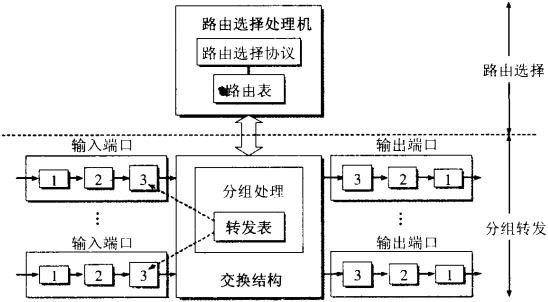 路由选择处理机
路由选择协议
路由表
路由选择
输入端口
1 2 3
输出端口
3 2 1
分组处理
转发表
交换结构
⋮
⋮
分组转发
输入端口
1 2 3
输出端口
3 2 1